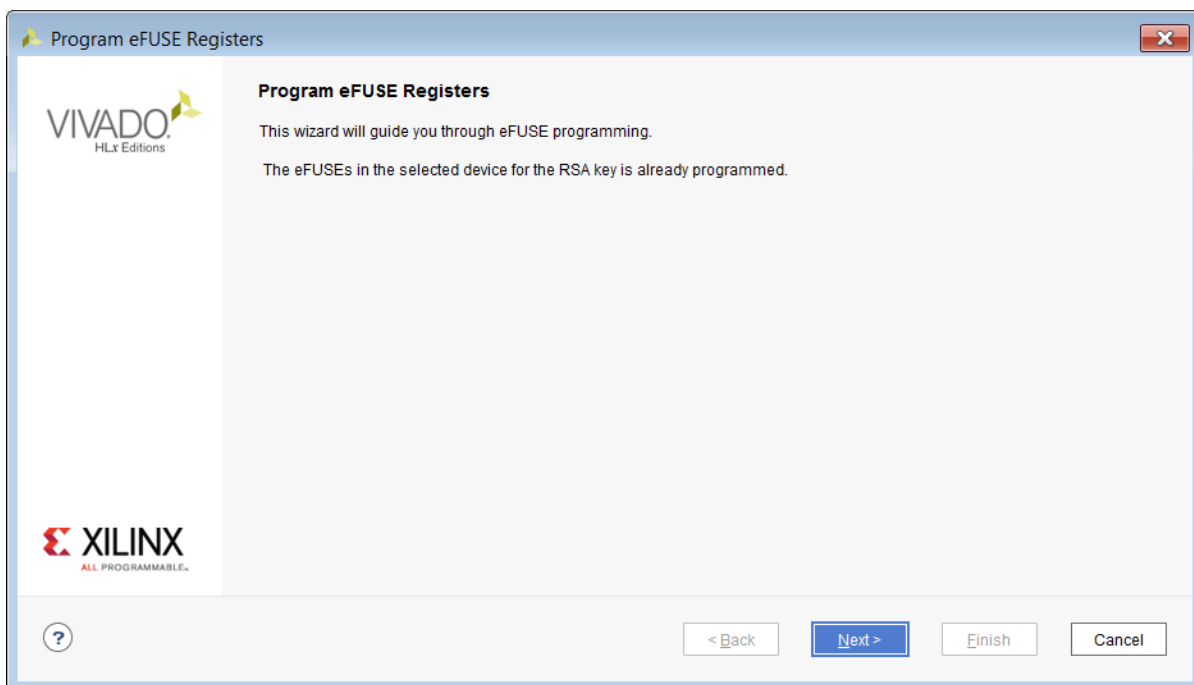 Program eFUSE Registers
VIVADO.
HLx Editions
Program eFUSE Registers
This wizard will guide you through eFUSE programming.
The eFUSEs in the selected device for the RSA key is already programmed.
XILINX
ALL PROGRAMMABLE™
?
< Back
Next >
Finish
Cancel